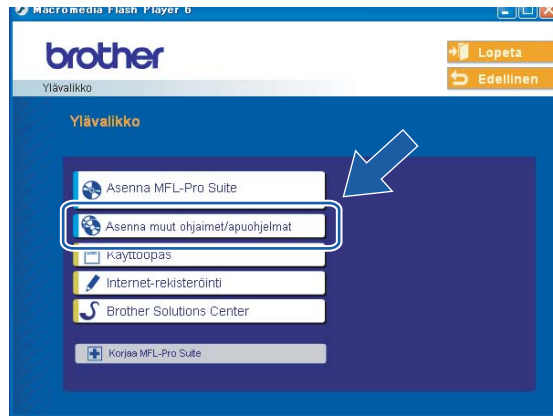 Macromedia Flash Player 6
brother
Lopeta
Edellinen
Ylävalikko
Ylävalikko
Asenna MFL-Pro Suite
Asenna muut ohjaimet/apuohjelmat
Käyttöopas
Internet-rekisteröinti
Brother Solutions Center
Korjaa MFL-Pro Suite